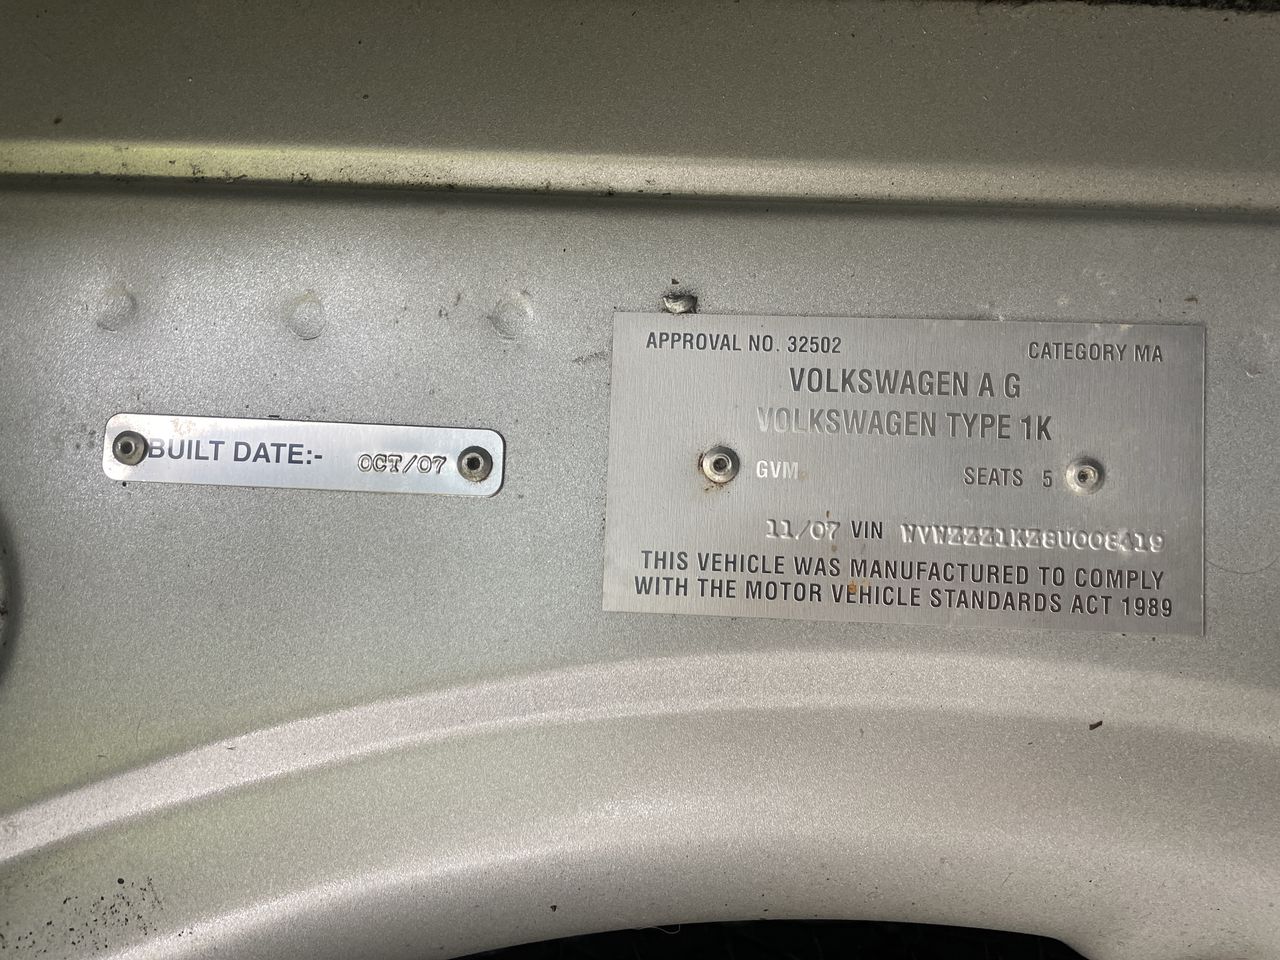 BUILT DATE:- OCT/07
APPROVAL NO. 32502 CATEGORY MA
VOLKSWAGEN A G
VOLKSWAGEN TYPE 1K
GVM SEATS 5
11/07 VIN WVWZZZ1KZ8U008419
THIS VEHICLE WAS MANUFACTURED TO COMPLY
WITH THE MOTOR VEHICLE STANDARDS ACT 1989